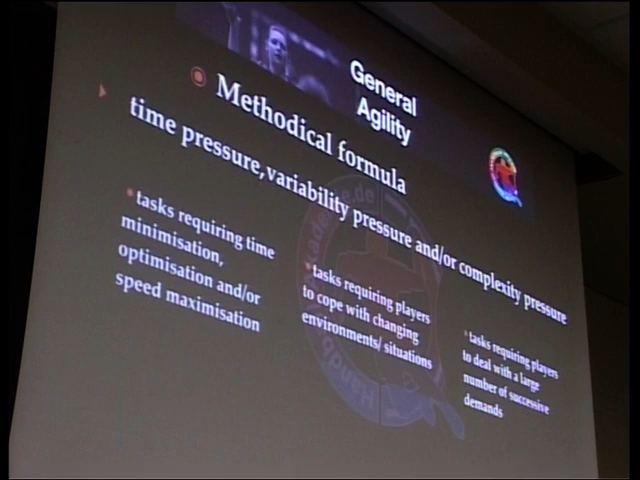 General
Agility
Methodical formula
time pressure,variability pressure and/or complexity pressure
tasks requiring time
minimisation,
optimisation and/or
speed maximisation
tasks requiring players
to cope with changing
environments/ situations
tasks requiring players
to deal with a large
number of successive
demands